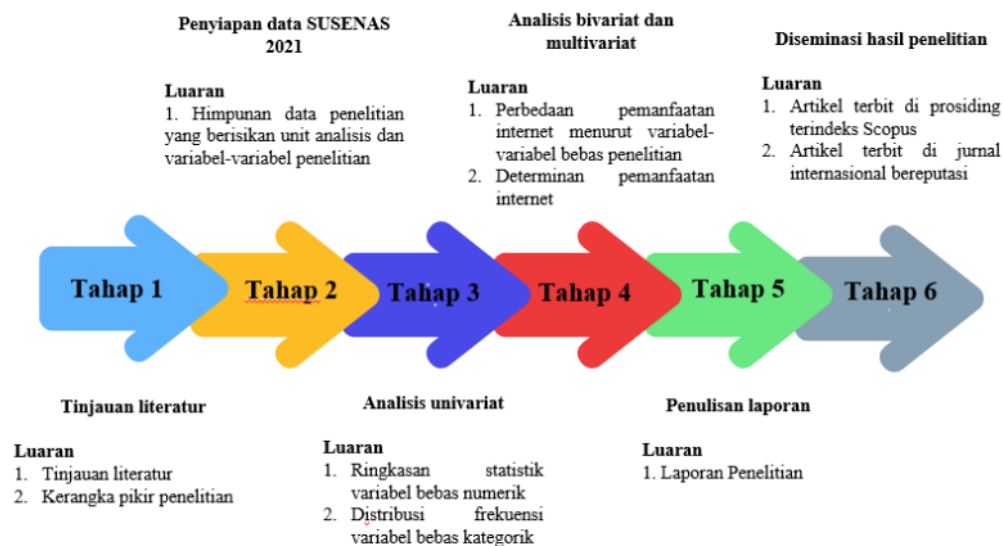 Penyiapan data SUSENAS
2021
Luaran
1. Himpunan data penelitian
yang berisikan unit analisis dan
variabel-variabel penelitian
Analisis bivariat dan
multivariat
Luaran
1. Perbedaan pemanfaatan
internet menurut variabel-
variabel bebas penelitian
2. Determinan pemanfaatan
internet
Diseminasi hasil penelitian
Luaran
1. Artikel terbit di prosiding
terindeks Scopus
2. Artikel terbit di jurnal
internasional bereputasi
Tahap 1
Tahap 2
Tahap 3
Tahap 4
Tahap 5
Tahap 6
Tinjauan literatur
Luaran
1. Tinjauan literatur
2. Kerangka pikir penelitian
Analisis univariat
Luaran
1. Ringkasan statistik
variabel bebas numerik
2. Distribusi frekuensi
variabel bebas kategorik
Penulisan laporan
Luaran
1. Laporan Penelitian